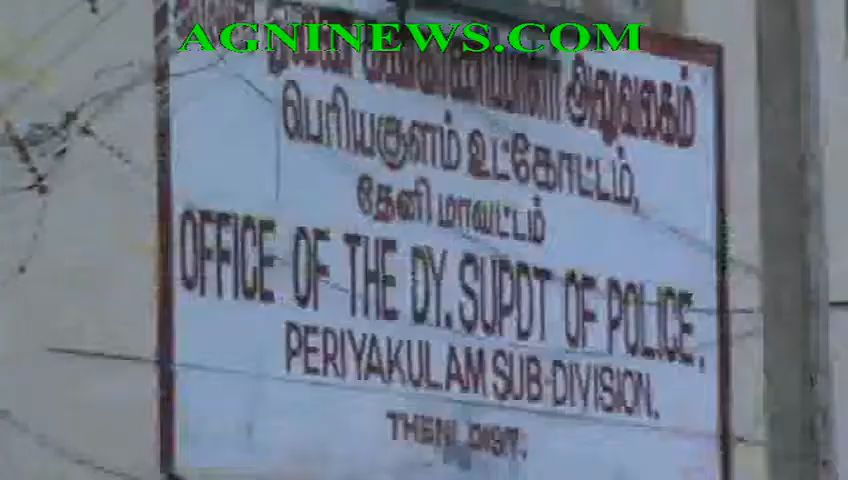 AGNINEWS.COM
அலுவலகம்
பெரியகுளம் உட்கோட்டம்,
தேனி மாவட்டம்
OFFICE OF THE DY. SUPDT OF POLICE,
PERIYAKULAM SUB-DIVISION.
THENI DIST.